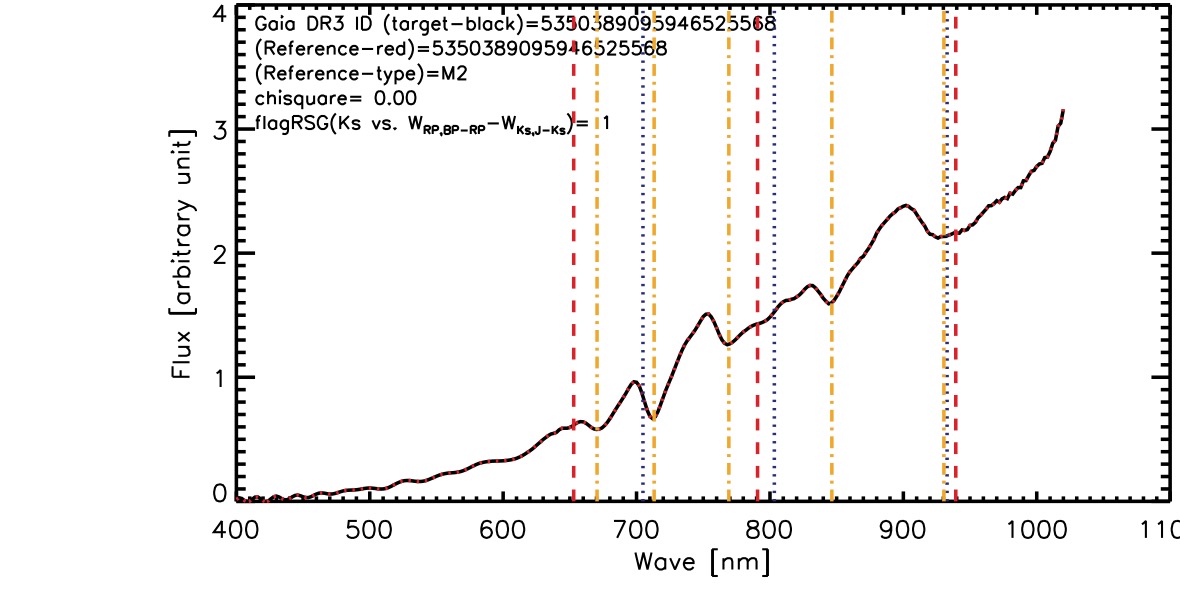 Gaia DR3 ID (target-black)=5350389095946525568
(Reference-red)=5350389095946525568
(Reference-type)=M2
chisquare= 0.00
flagRSG(Ks vs. WRP,BP-RP-WKs,J-Ks)= 1
4
3
2
1
0
Flux [arbitrary unit]
400 500 600 700 800 900 1000 110
Wave [nm]